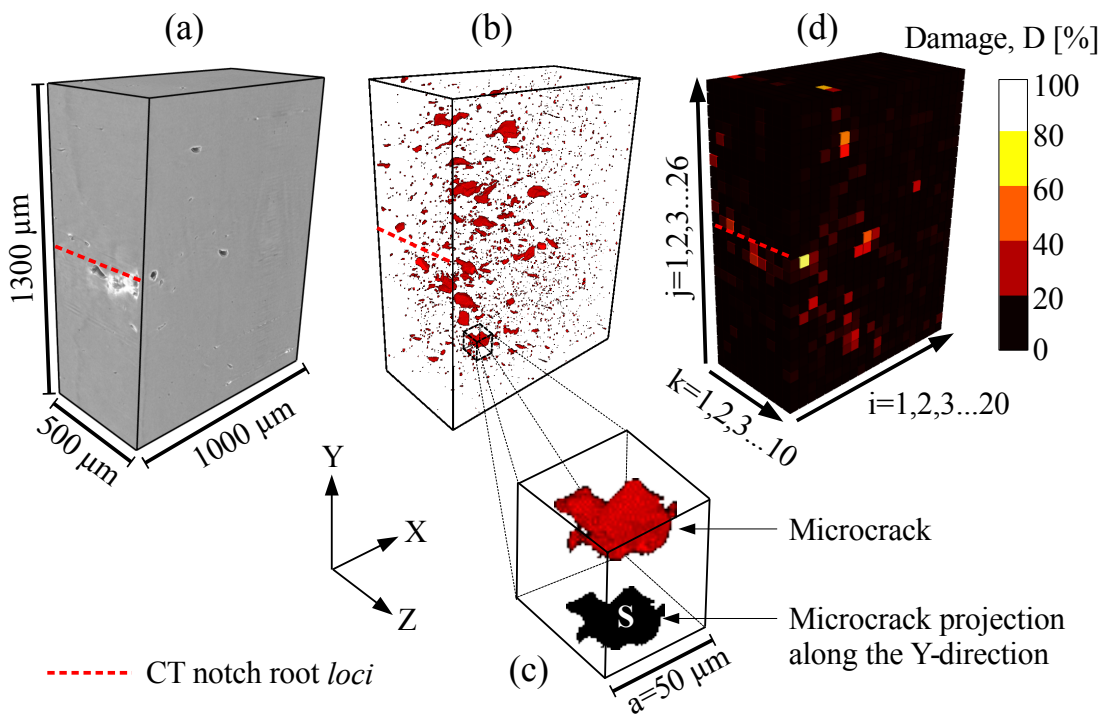 (a)
(b)
(d)
Damage, D [%]
100
80
60
40
20
0
1300 μm
500 μm
1000 μm
j=1,2,3...26
k=1,2,3...10
i=1,2,3...20
Y
X
Z
Microcrack
S
Microcrack projection
along the Y-direction
(c)
a=50 μm
CT notch root loci